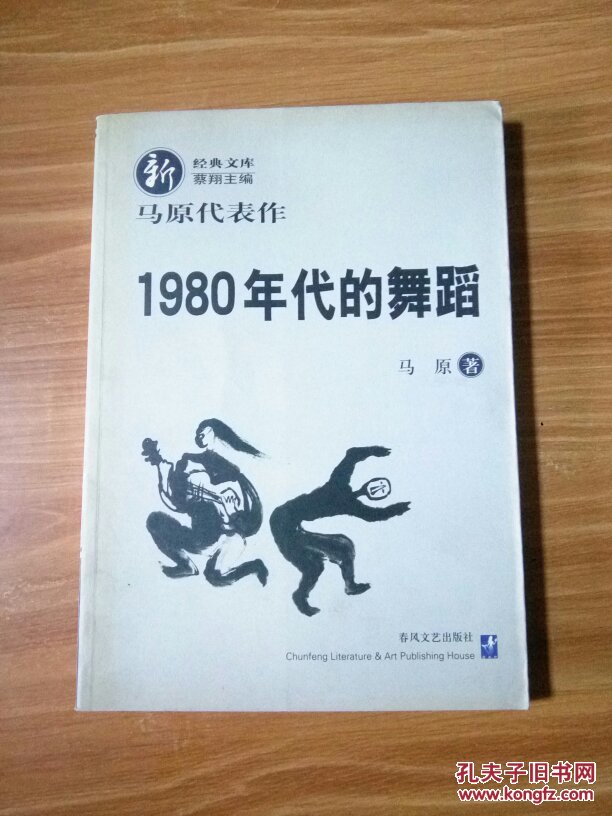 新
经典文库
蔡翔主编
马原代表作
1980年代的舞蹈
马原 著
春风文艺出版社
Chunfeng Literature & Art Publishing House
孔夫子旧书网
www.kongfz.com